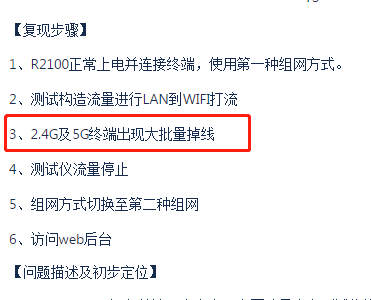 【复现步骤】
1、R2100正常上电并连接终端，使用第一种组网方式。
2、测试构造流量进行LAN到WIFI打流
3、2.4G及5G终端出现大批量掉线
4、测试仪流量停止
5、组网方式切换至第二种组网
6、访问web后台
【问题描述及初步定位】